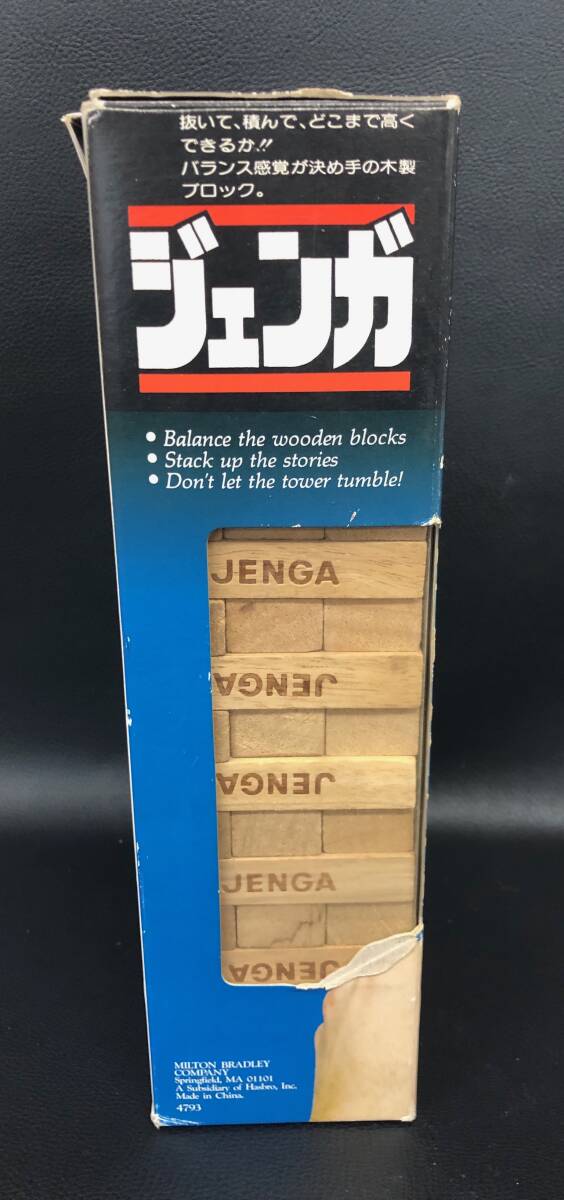 抜いて、積んで、どこまで高く
できるか!!
バランス感覚が決め手の木製
ブロック。
ジェンガ
• Balance the wooden blocks
• Stack up the stories
• Don't let the tower tumble!
JENGA
JENGA
JENGA
JENGA
JENGA
MILTON BRADLEY
COMPANY
Springfield, MA 01101
A Subsidiary of Hasbro, Inc.
Made in China.
4793